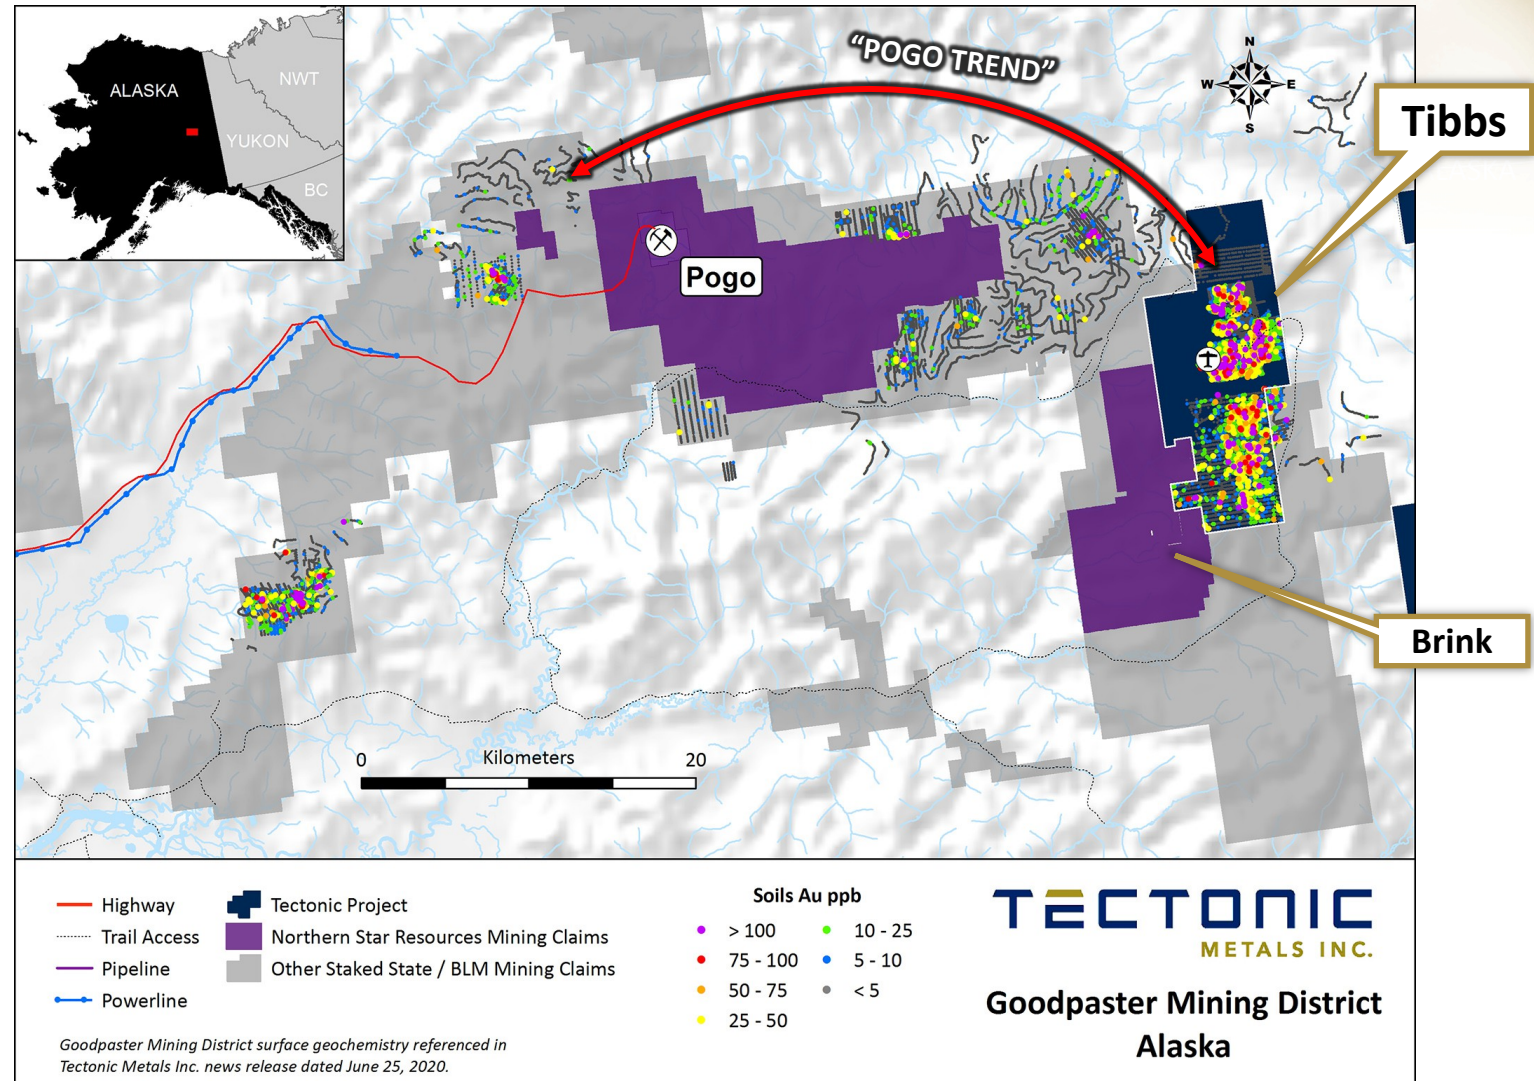 ALASKA
NWT
YUKON
BC
"POGO TREND"
N
W
E
S
Tibbs
Pogo
Brink
0
Kilometers
20
Highway
Trail Access
Pipeline
Powerline
Tectonic Project
Northern Star Resources Mining Claims
Other Staked State / BLM Mining Claims
Goodpaster Mining District surface geochemistry referenced in
Tectonic Metals Inc. news release dated June 25, 2020.
Soils Au ppb
> 100
75 - 100
50 - 75
25 - 50
10 - 25
5 - 10
< 5
TECTONIC
METALS INC.
Goodpaster Mining District
Alaska